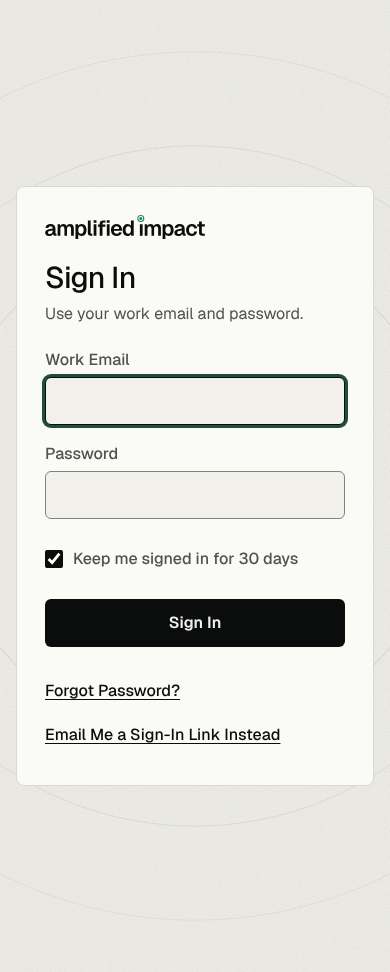 amplified impact
Sign In
Use your work email and password.
Work Email
Password
Keep me signed in for 30 days
Sign In
Forgot Password?
Email Me a Sign-In Link Instead